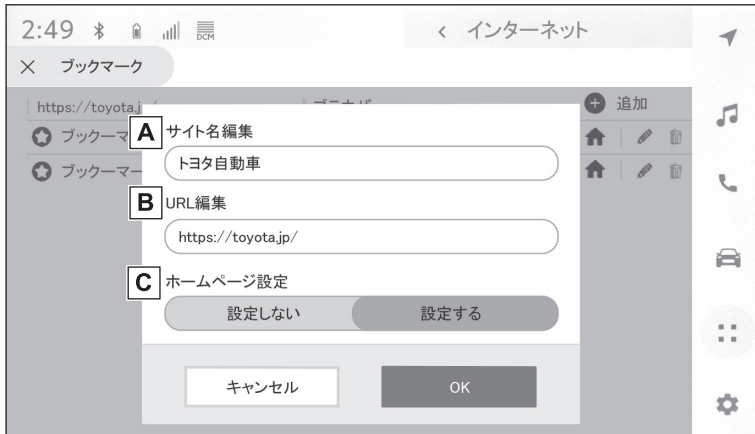 2:49 DCM
< インターネット
× ブックマーク
https://toyota.j
追加
A サイト名編集
ブックーマ
トヨタ自動車
ブックーマー
B URL編集
https://toyota.jp/
C ホームページ設定
設定しない 設定する
キャンセル OK